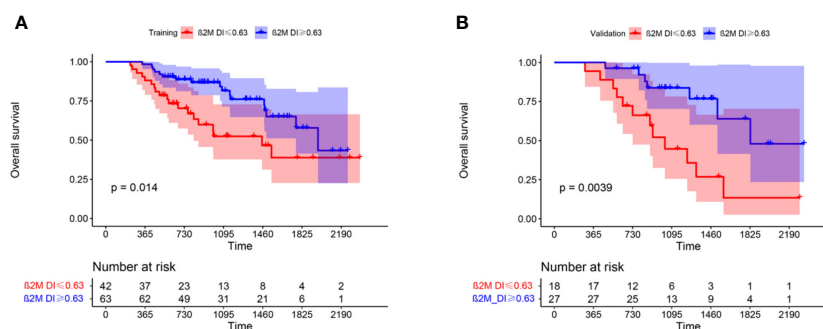 A
Training ß2M DI≤0.63 ß2M DI≥0.63
Overall survival
1.00
0.75
0.50
0.25
0.00
p = 0.014
0 365 730 1095 1460 1825 2190
Time
Number at risk
ß2M DI≤0.63 42 37 23 13 8 4 2
ß2M DI≥0.63 63 62 49 31 21 6 1
0 365 730 1095 1460 1825 2190
Time
B
Validation ß2M DI≤0.63 ß2M DI≥0.63
Overall survival
1.00
0.75
0.50
0.25
0.00
p = 0.0039
0 365 730 1095 1460 1825 2190
Time
Number at risk
ß2M DI≤0.63 18 17 12 6 3 1 1
ß2M_DI≥0.63 27 27 25 13 9 4 1
0 365 730 1095 1460 1825 2190
Time